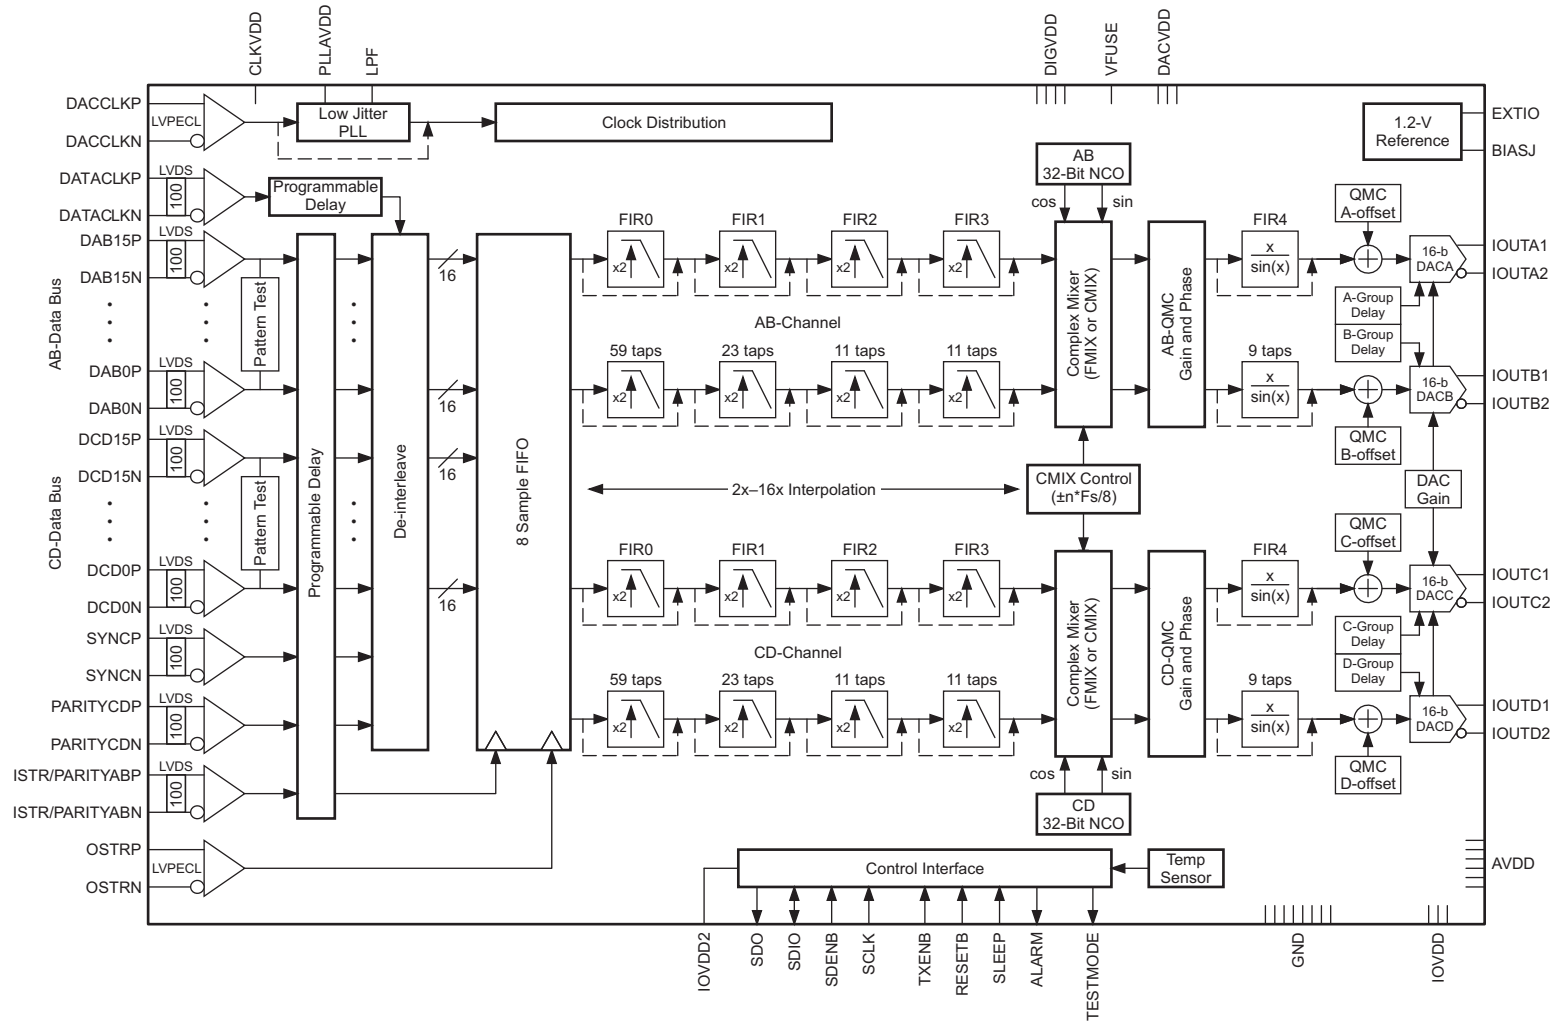 CLKVDD
PLLAVDD
LPF
DIGVDD
VFUSE
DACVDD
DACCLKP
LVPECL
DACCLKN
Low Jitter
PLL
Clock Distribution
1.2-V
Reference
EXTIO
BIASJ
DATACLKP
LVDS
100
DATACLKN
Programmable
Delay
AB
32-Bit NCO
cos
sin
QMC
A-offset
AB-Data Bus
DAB15P
LVDS
100
DAB15N
Pattern Test
DAB0P
LVDS
100
DAB0N
CD-Data Bus
DCD15P
LVDS
100
DCD15N
Pattern Test
DCD0P
LVDS
100
DCD0N
SYNCP
LVDS
100
SYNCN
PARITYCDP
LVDS
100
PARITYCDN
ISTR/PARITYABP
LVDS
100
ISTR/PARITYABN
OSTRP
LVPECL
OSTRN
Programmable Delay
De-interleave
16
16
16
16
8 Sample FIFO
FIR0
FIR1
FIR2
FIR3
x2
x2
x2
x2
AB-Channel
59 taps
23 taps
11 taps
11 taps
x2
x2
x2
x2
Complex Mixer
(FMIX or CMIX)
AB-QMC
Gain and Phase
FIR4
x
sin(x)
9 taps
x
sin(x)
16-b
DACA
IOUTA1
IOUTA2
A-Group
Delay
B-Group
Delay
16-b
DACB
IOUTB1
IOUTB2
QMC
B-offset
2x–16x Interpolation
CMIX Control
(±n*Fs/8)
DAC
Gain
QMC
C-offset
FIR0
FIR1
FIR2
FIR3
x2
x2
x2
x2
CD-Channel
59 taps
23 taps
11 taps
11 taps
x2
x2
x2
x2
Complex Mixer
(FMIX or CMIX)
CD-QMC
Gain and Phase
FIR4
x
sin(x)
9 taps
x
sin(x)
16-b
DACC
IOUTC1
IOUTC2
C-Group
Delay
D-Group
Delay
16-b
DACD
IOUTD1
IOUTD2
QMC
D-offset
cos
sin
CD
32-Bit NCO
Control Interface
Temp
Sensor
AVDD
IOVDD2
SDO
SDIO
SDENB
SCLK
TXENB
RESETB
SLEEP
ALARM
TESTMODE
GND
IOVDD